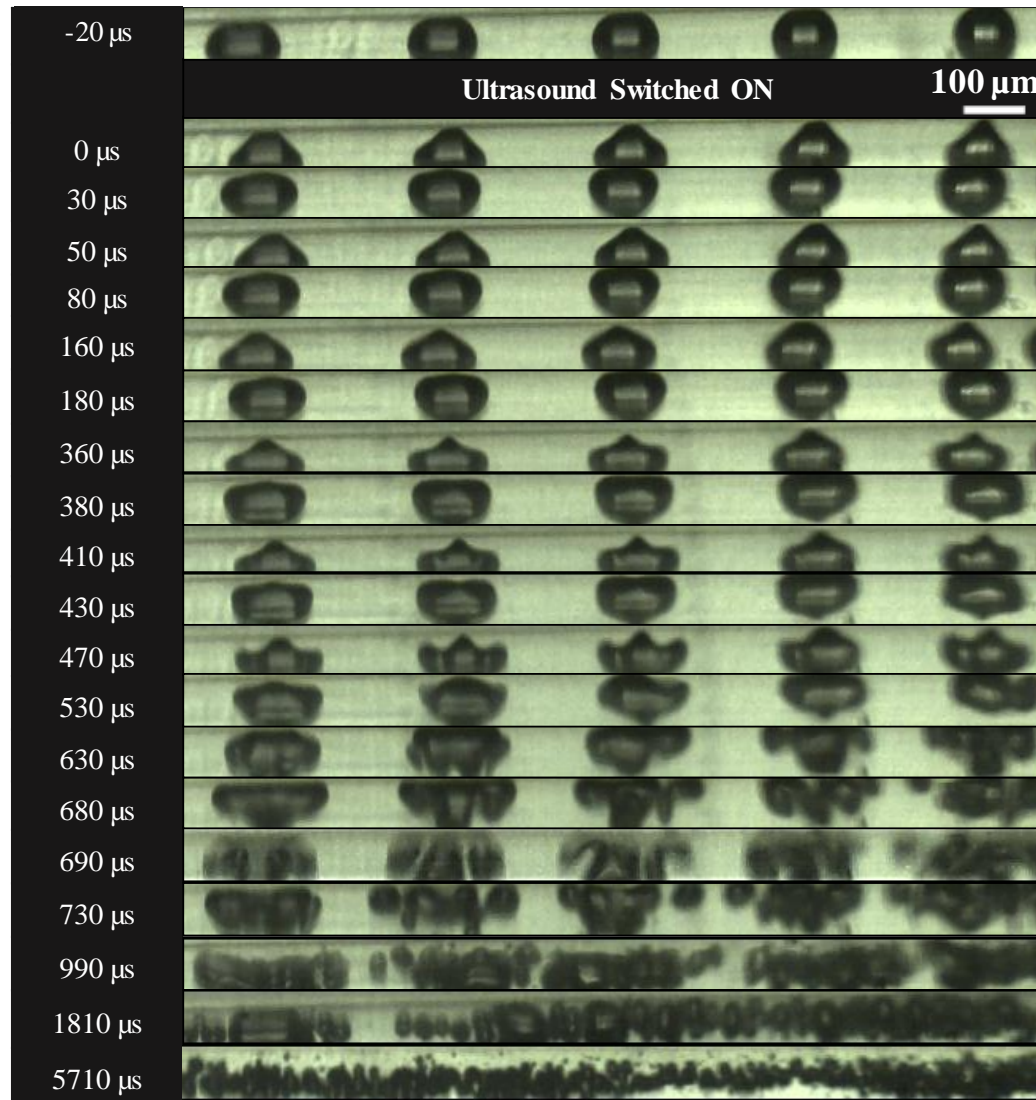 -20 µs
Ultrasound Switched ON
100 µm
0 µs
30 µs
50 µs
80 µs
160 µs
180 µs
360 µs
380 µs
410 µs
430 µs
470 µs
530 µs
630 µs
680 µs
690 µs
730 µs
990 µs
1810 µs
5710 µs